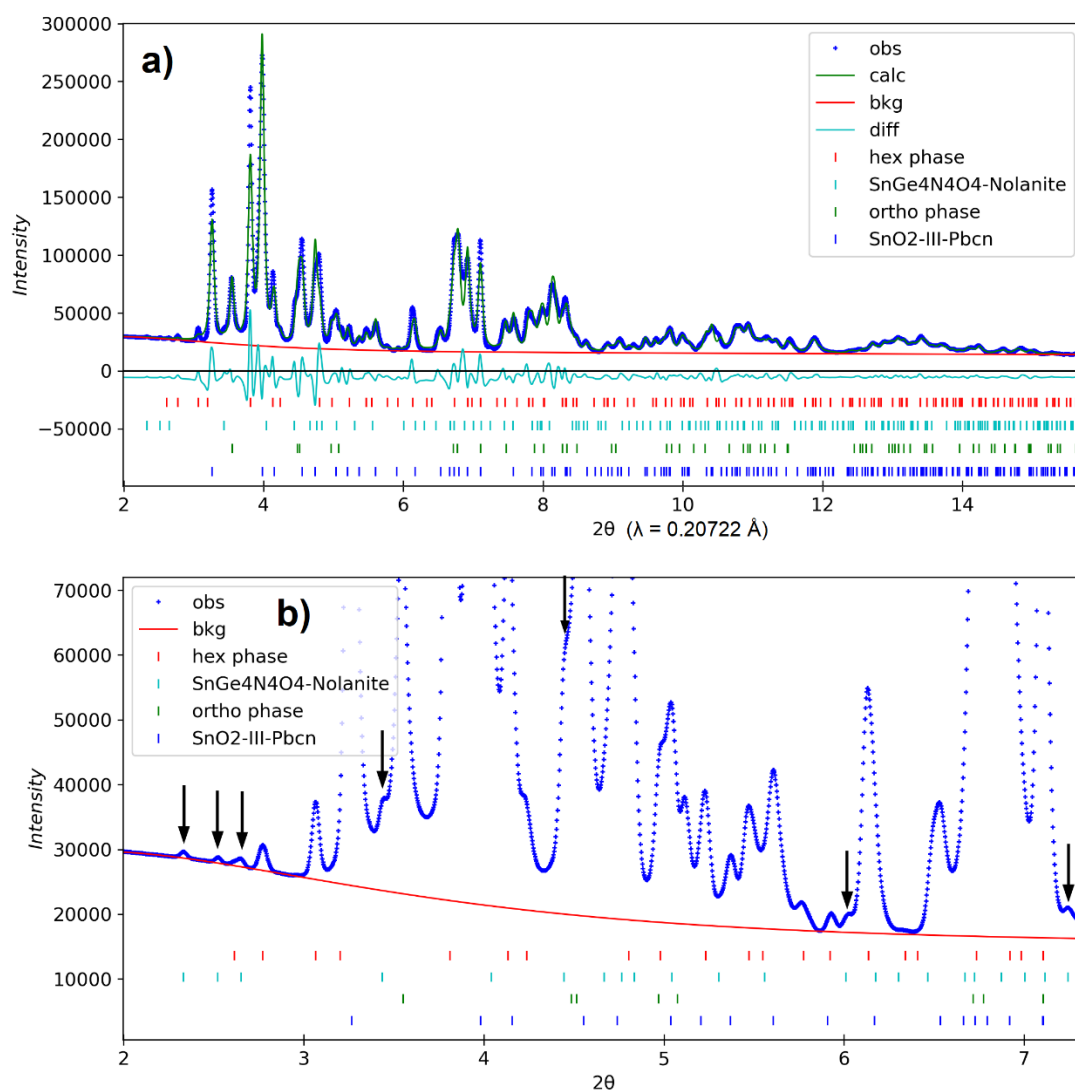 300000
250000
200000
150000
100000
50000
0
−50000
Intensity
a)
obs
calc
bkg
diff
hex phase
SnGe4N4O4-Nolanite
ortho phase
SnO2-III-Pbcn
2 4 6 8 10 12 14
2θ (λ = 0.20722 Å)
70000
60000
50000
40000
30000
20000
10000
Intensity
b)
obs
bkg
hex phase
SnGe4N4O4-Nolanite
ortho phase
SnO2-III-Pbcn
2 3 4 5 6 7
2θ